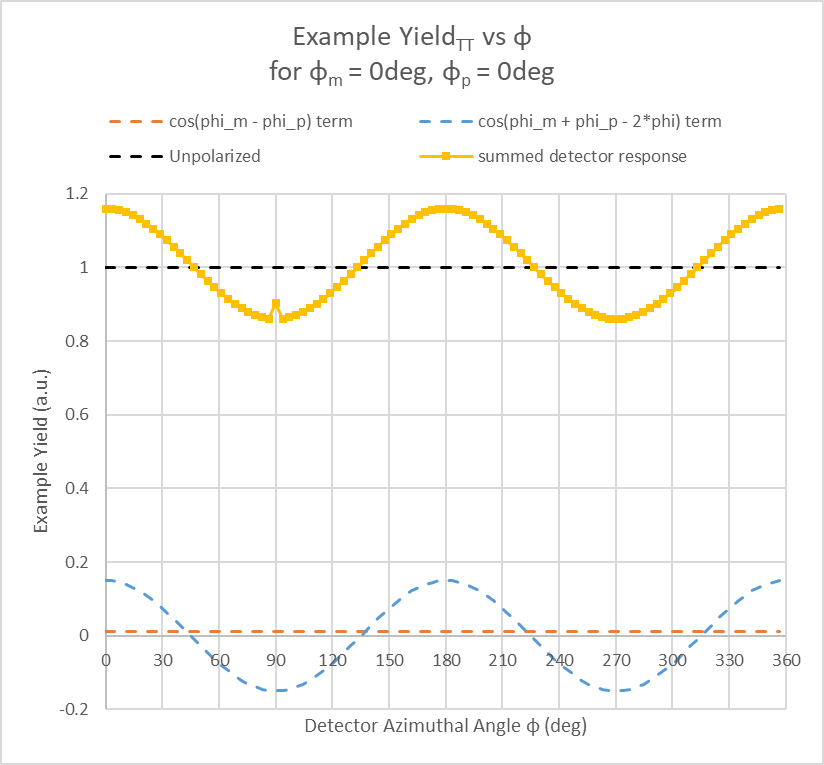 Example Yield_TT vs ϕ
for ϕ_m = 0deg, ϕ_p = 0deg
cos(phi_m - phi_p) term
cos(phi_m + phi_p - 2*phi) term
Unpolarized
summed detector response
Example Yield (a.u.)
1.2
1
0.8
0.6
0.4
0.2
0
-0.2
0 30 60 90 120 150 180 210 240 270 300 330 360
Detector Azimuthal Angle ϕ (deg)